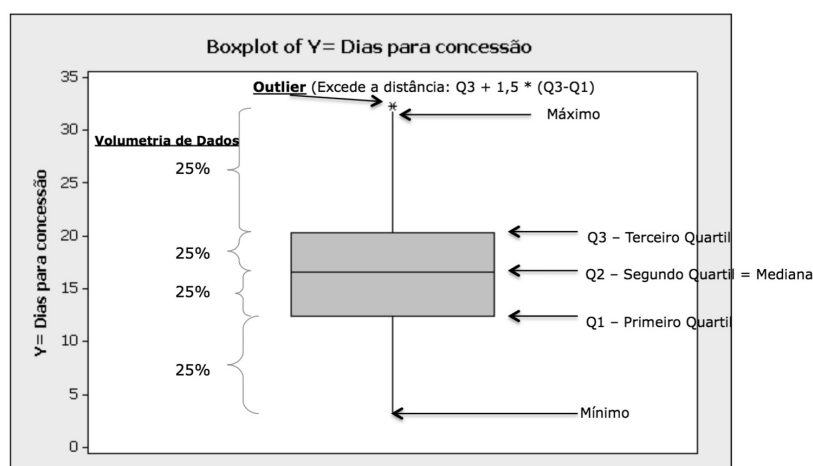 Boxplot of Y= Dias para concessão
35
Outlier (Excede a distância: Q3 + 1,5 * (Q3-Q1)
*
Máximo
30
Volumetria de Dados
25%
25
Y= Dias para concessão
20
Q3 – Terceiro Quartil
25%
Q2 – Segundo Quartil = Mediana
15
25%
Q1 – Primeiro Quartil
10
25%
5
Mínimo
0